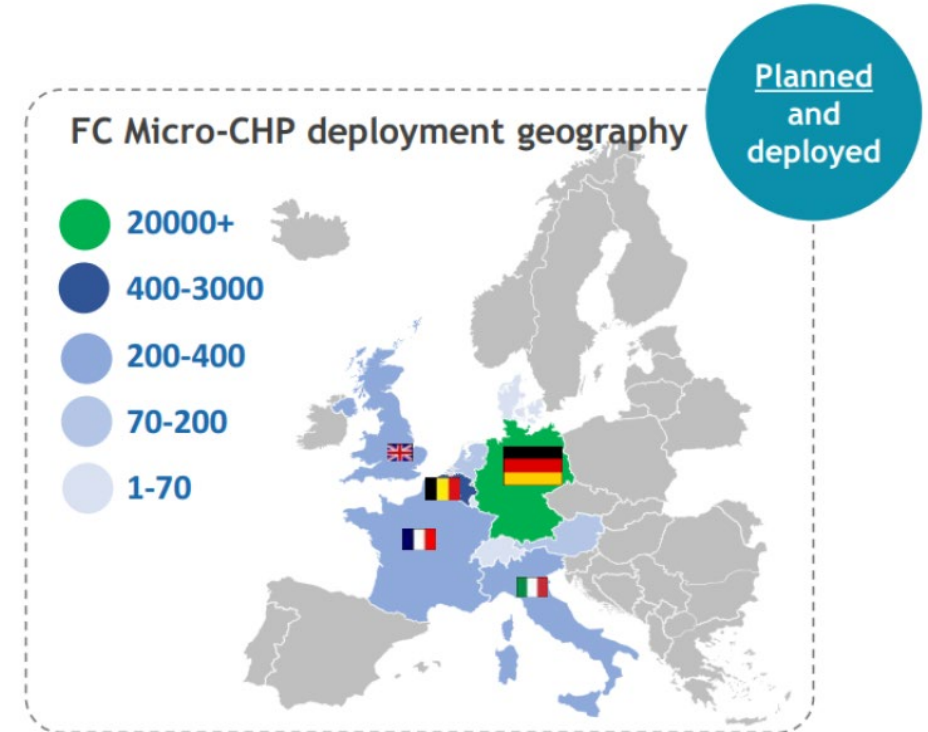 Planned
and
deployed
FC Micro-CHP deployment geography
20000+
400-3000
200-400
70-200
1-70